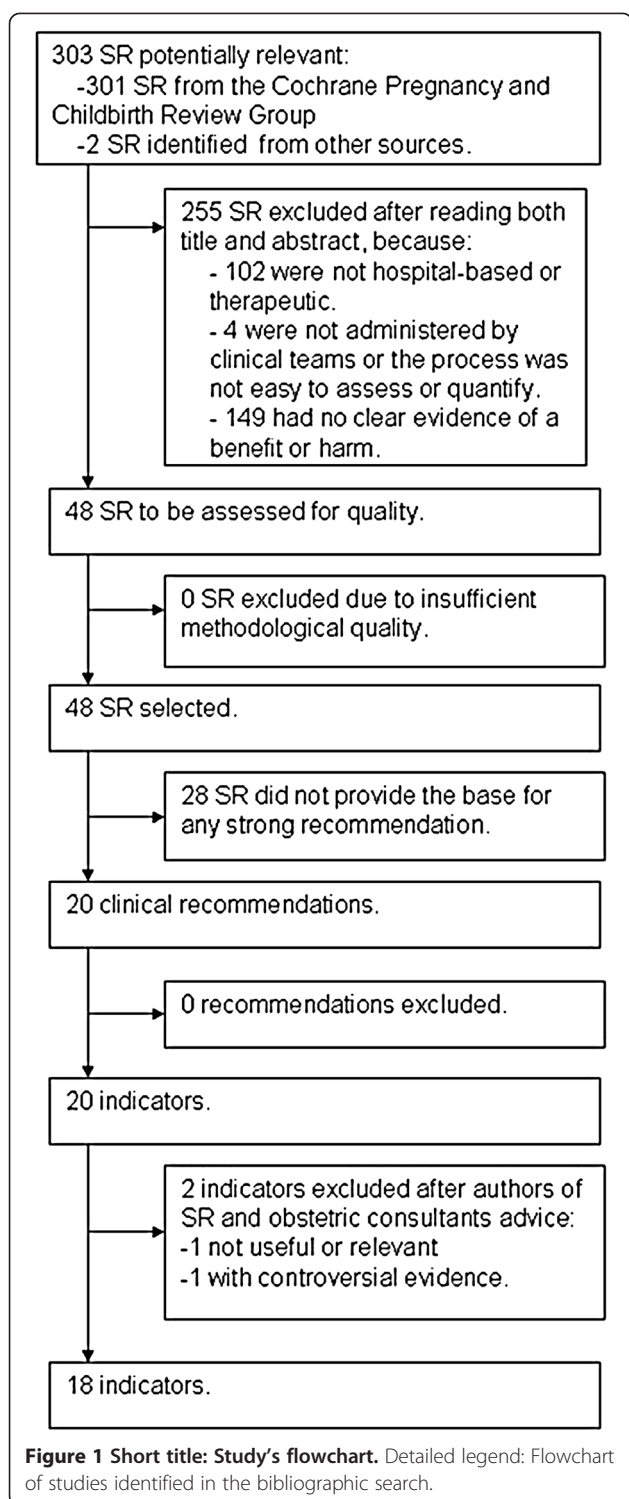 303 SR potentially relevant:
-301 SR from the Cochrane Pregnancy and
Childbirth Review Group
-2 SR identified from other sources.
255 SR excluded after reading both
title and abstract, because:
- 102 were not hospital-based or
therapeutic.
- 4 were not administered by
clinical teams or the process was
not easy to assess or quantify.
- 149 had no clear evidence of a
benefit or harm.
48 SR to be assessed for quality.
0 SR excluded due to insufficient
methodological quality.
48 SR selected.
28 SR did not provide the base for
any strong recommendation.
20 clinical recommendations.
0 recommendations excluded.
20 indicators.
2 indicators excluded after authors of
SR and obstetric consultants advice:
-1 not useful or relevant
-1 with controversial evidence.
18 indicators.
Figure 1 Short title: Study's flowchart. Detailed legend: Flowchart
of studies identified in the bibliographic search.